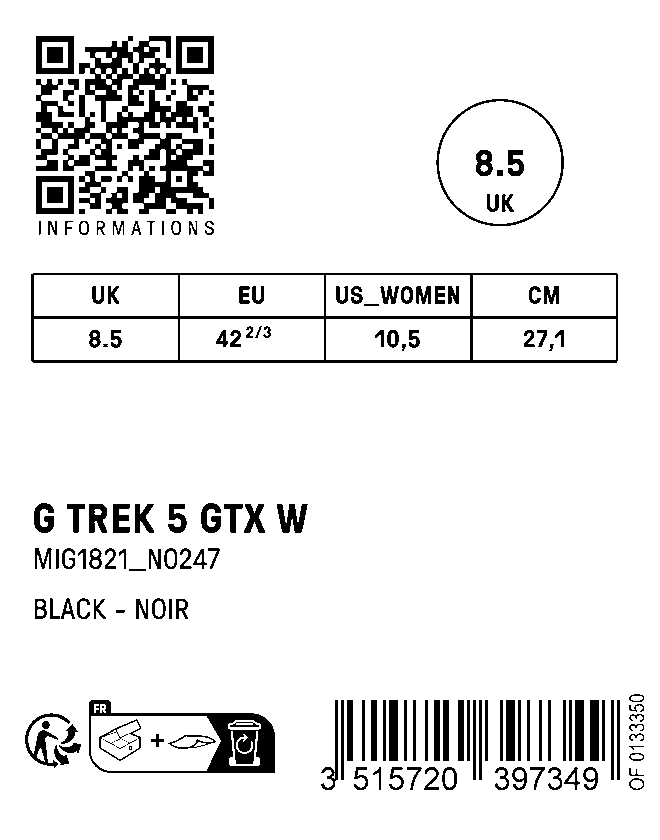 INFORMATIONS
8.5
UK
UK EU US_WOMEN CM
8.5 42 2/3 10,5 27,1
G TREK 5 GTX W
MIG1821_N0247
BLACK - NOIR
FR
3 515720 397349
OF 0133350